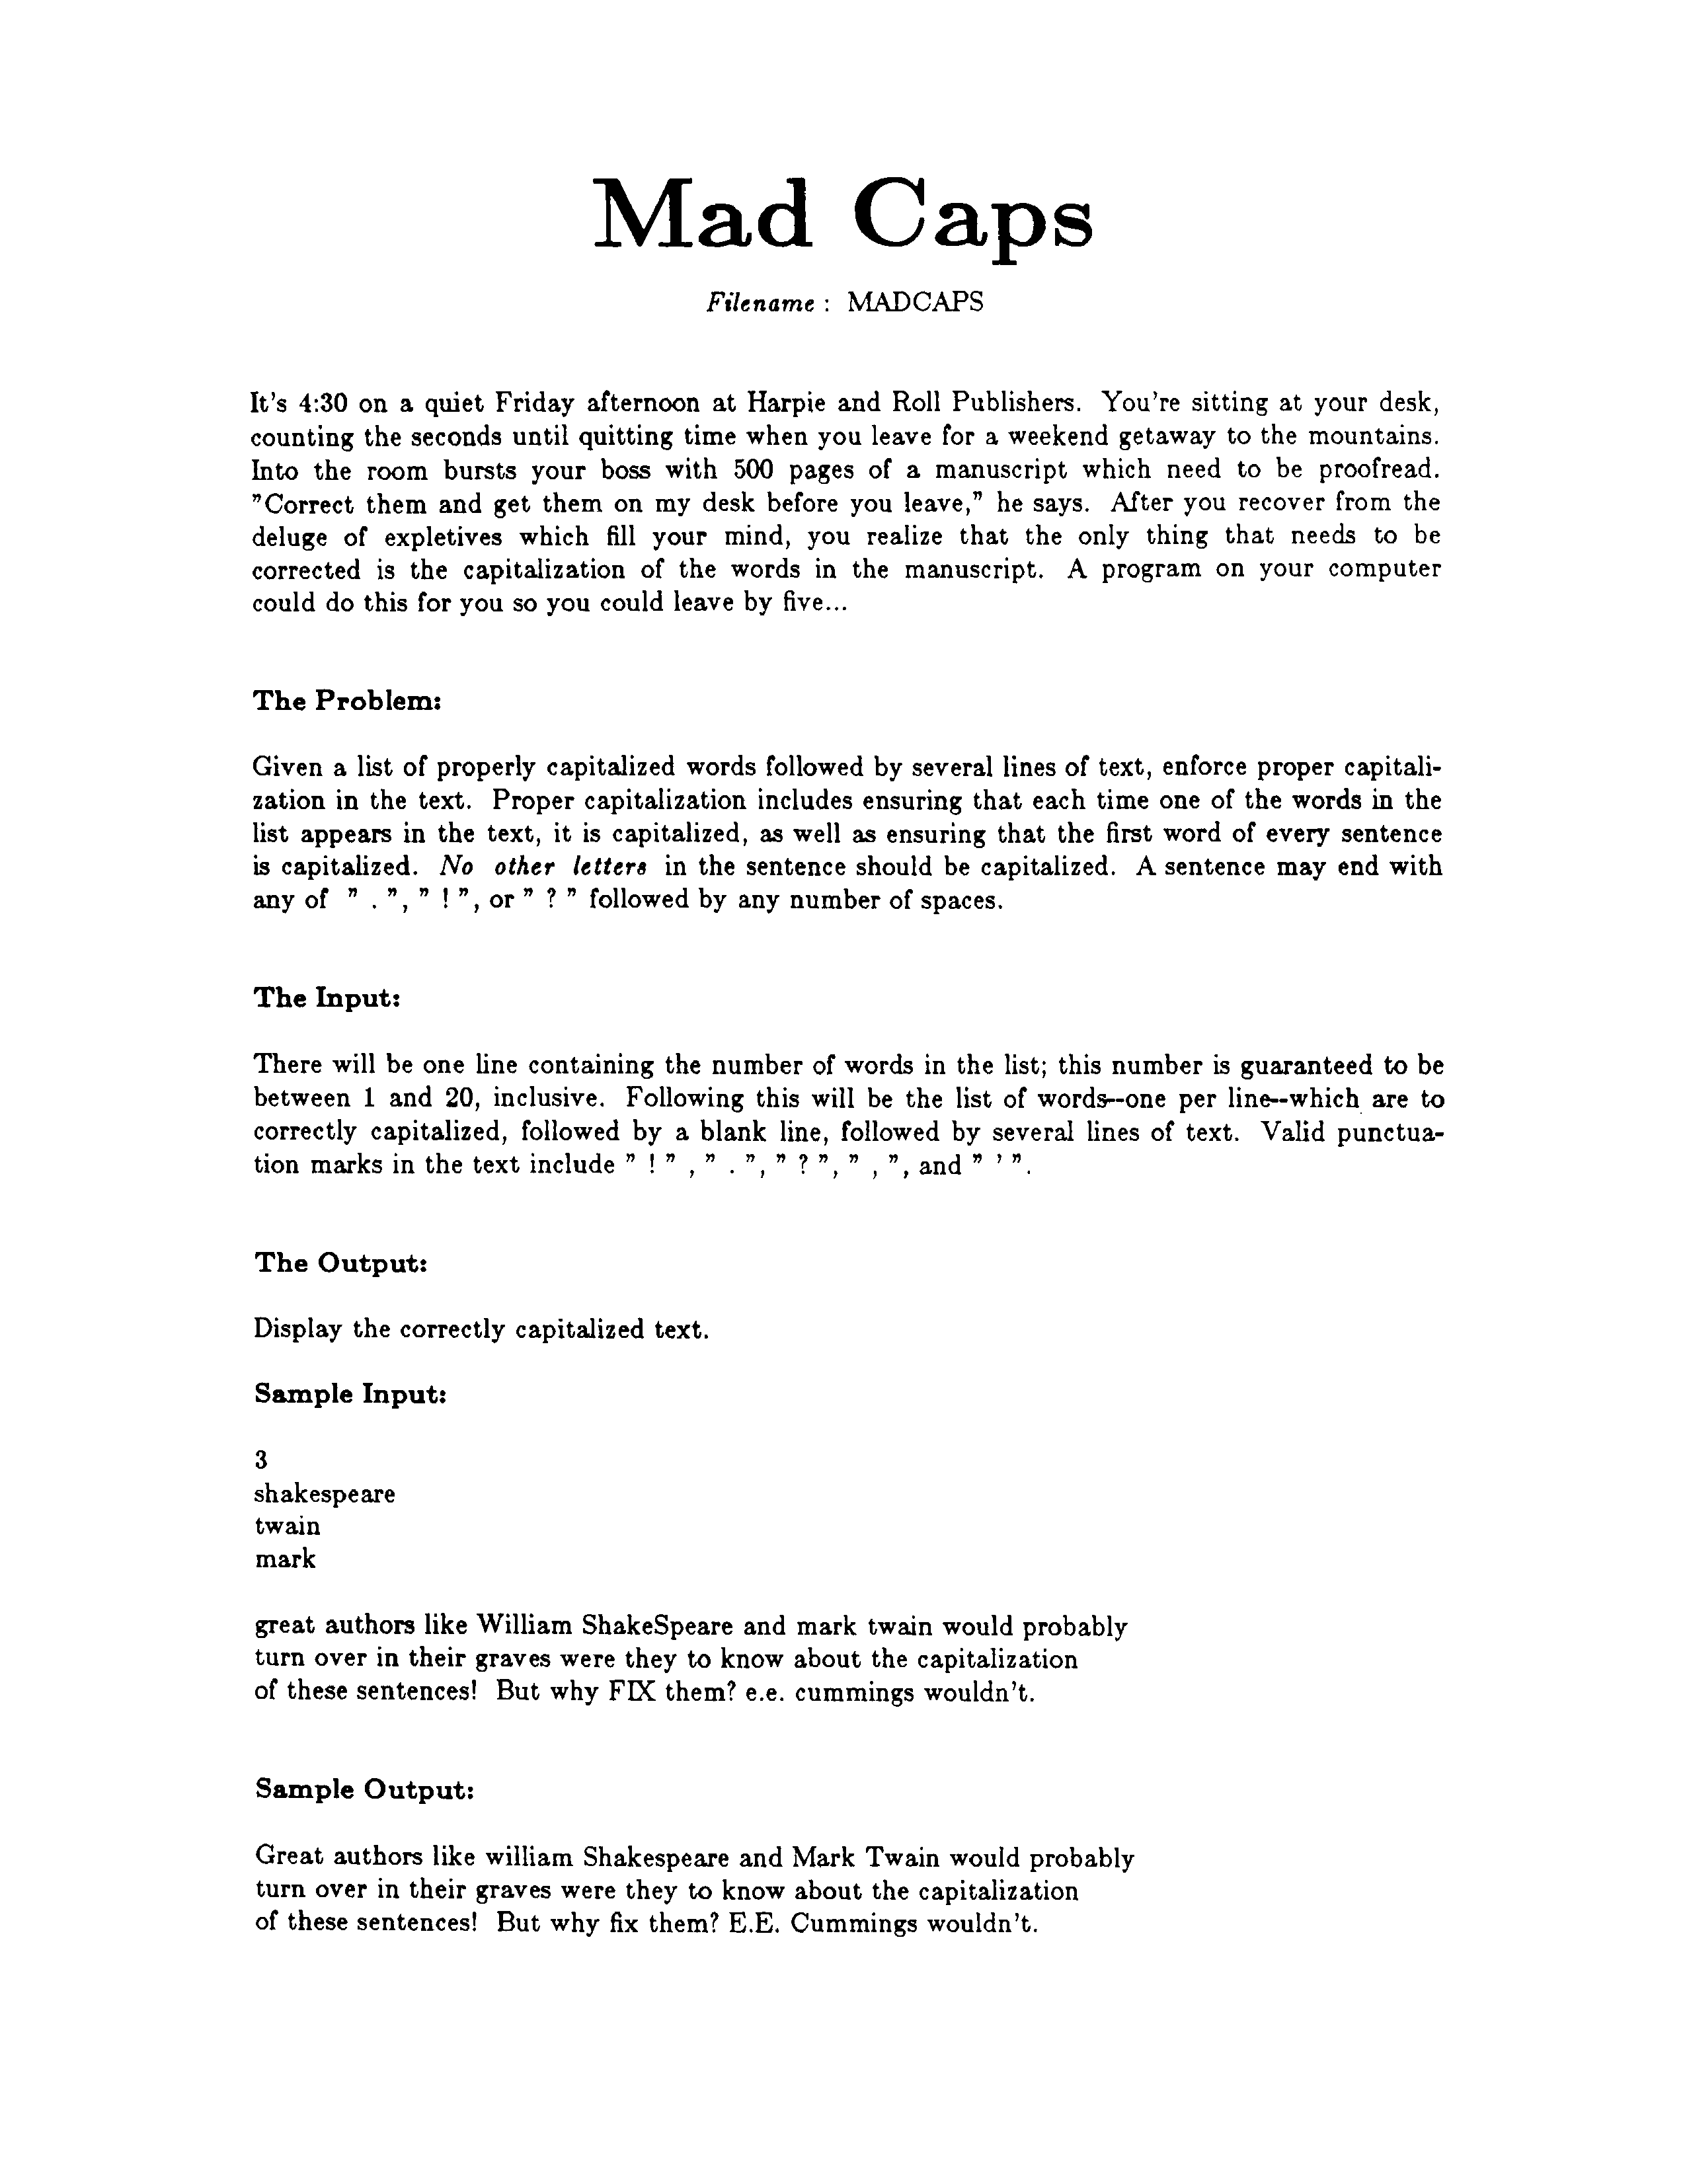 Mad Caps
Filename : MADCAPS
It's 4:30 on a quiet Friday afternoon at Harpie and Roll Publishers. You're sitting at your desk,
counting the seconds until quitting time when you leave for a weekend getaway to the mountains.
Into the room bursts your boss with 500 pages of a manuscript which need to be proofread.
"Correct them and get them on my desk before you leave," he says. After you recover from the
deluge of expletives which fill your mind, you realize that the only thing that needs to be
corrected is the capitalization of the words in the manuscript. A program on your computer
could do this for you so you could leave by five...
The Problem:
Given a list of properly capitalized words followed by several lines of text, enforce proper capitali-
zation in the text. Proper capitalization includes ensuring that each time one of the words in the
list appears in the text, it is capitalized, as well as ensuring that the first word of every sentence
is capitalized. No other letters in the sentence should be capitalized. A sentence may end with
any of " . ", " ! ", or " ? " followed by any number of spaces.
The Input:
There will be one line containing the number of words in the list; this number is guaranteed to be
between 1 and 20, inclusive. Following this will be the list of words--one per line--which are to
correctly capitalized, followed by a blank line, followed by several lines of text. Valid punctua-
tion marks in the text include " ! " , " . ", " ? ", " , ", and " ' ".
The Output:
Display the correctly capitalized text.
Sample Input:
3
shakespeare
twain
mark
great authors like William ShakeSpeare and mark twain would probably
turn over in their graves were they to know about the capitalization
of these sentences! But why FIX them? e.e. cummings wouldn't.
Sample Output:
Great authors like william Shakespeare and Mark Twain would probably
turn over in their graves were they to know about the capitalization
of these sentences! But why fix them? E.E. Cummings wouldn't.